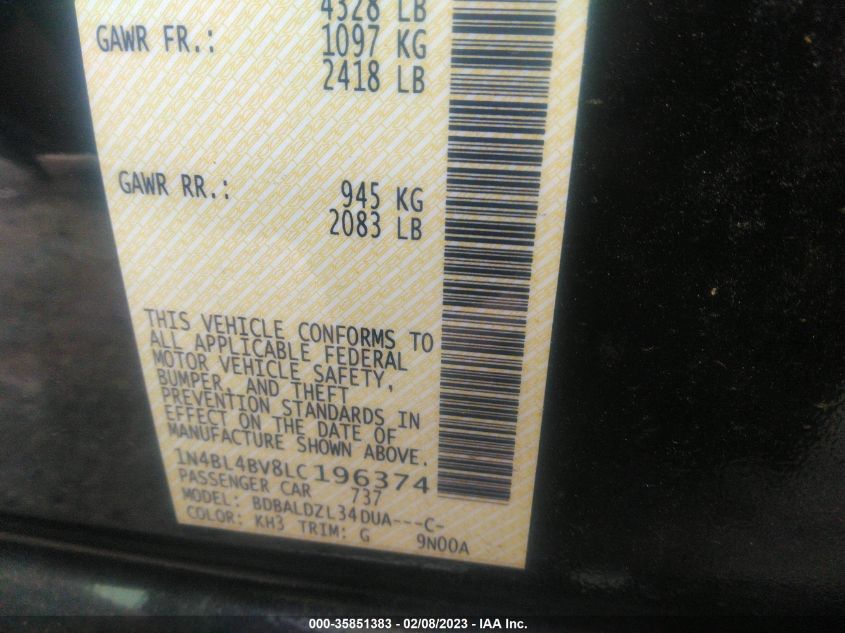 4328 LB
GAWR FR.: 1097 KG
2418 LB
GAWR RR.: 945 KG
2083 LB
THIS VEHICLE CONFORMS TO
ALL APPLICABLE FEDERAL
MOTOR VEHICLE SAFETY,
BUMPER, AND THEFT
PREVENTION STANDARDS IN
EFFECT ON THE DATE OF
MANUFACTURE SHOWN ABOVE.
1N4BL4BV8LC196374
PASSENGER CAR 737
MODEL: BDBALDZL34DUA---C-
COLOR: KH3 TRIM: G 9N00A
000-35851383 — 02/08/2023 — IAA Inc.